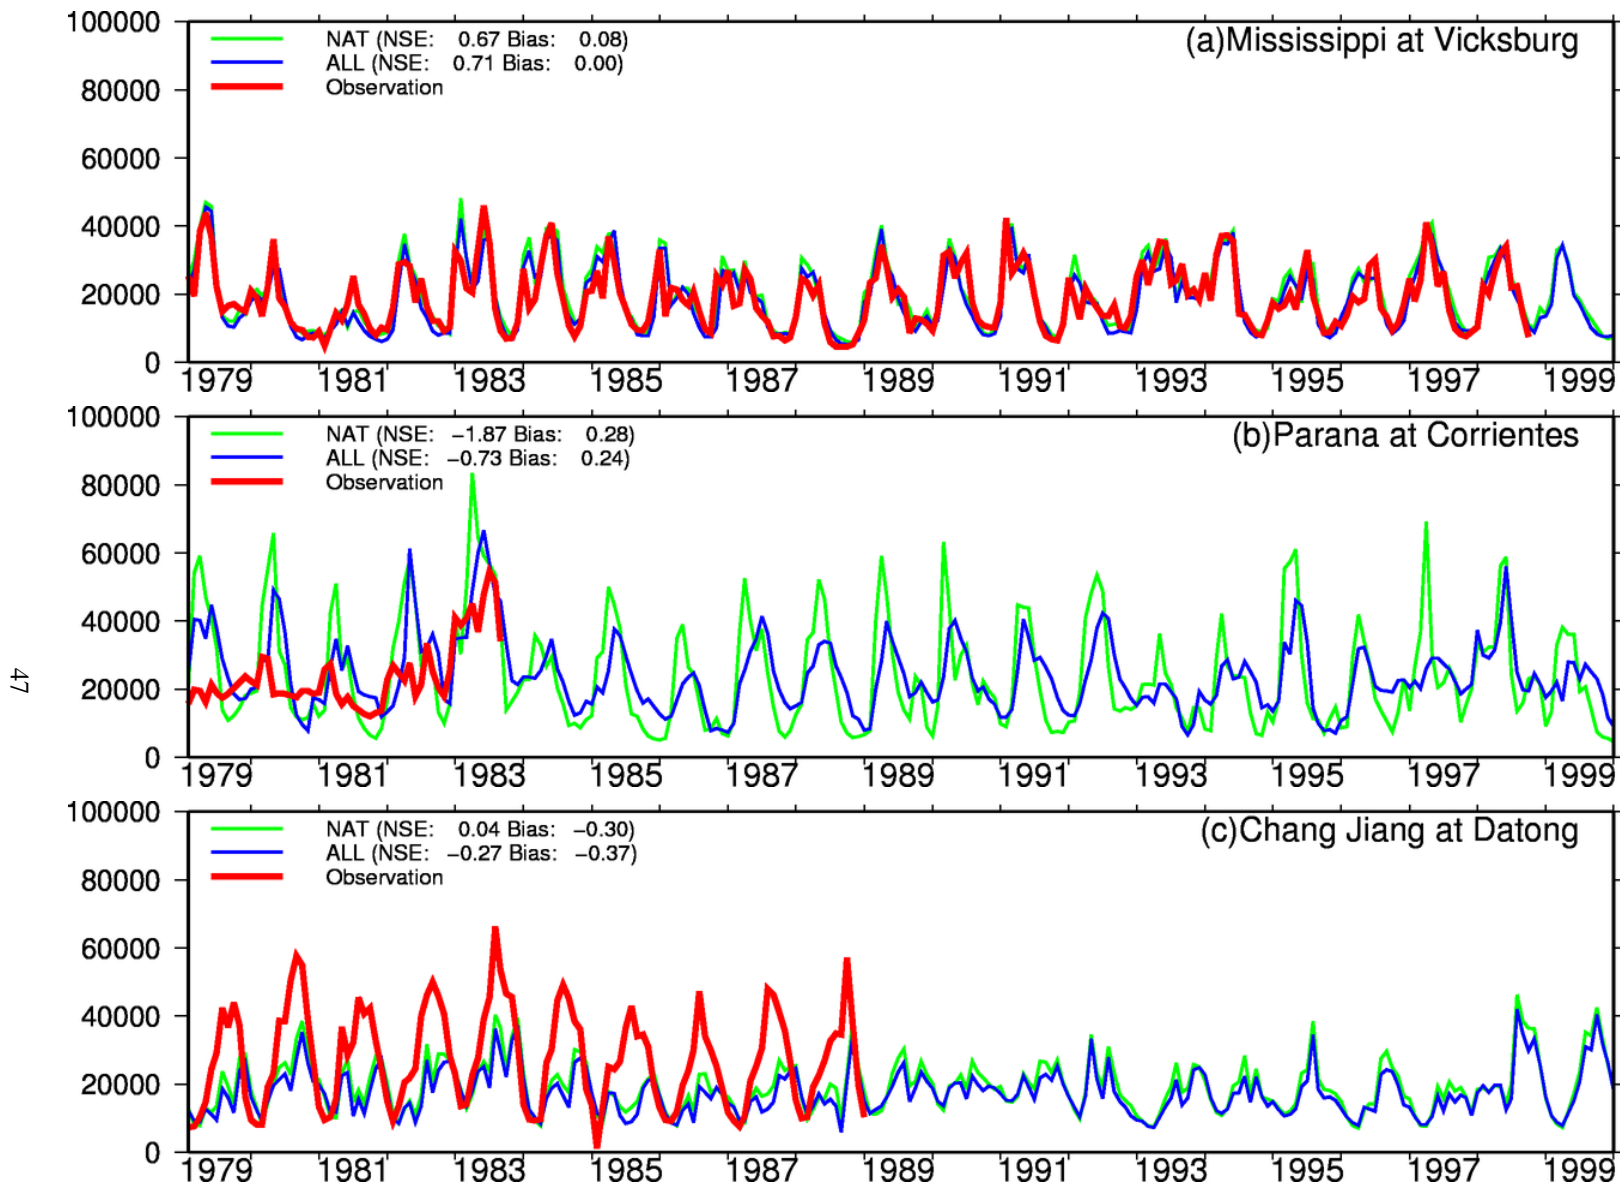 100000
NAT (NSE: 0.67 Bias: 0.08)
(a)Mississippi at Vicksburg
ALL (NSE: 0.71 Bias: 0.00)
Observation
80000
60000
40000
20000
0
1979 1981 1983 1985 1987 1989 1991 1993 1995 1997 1999
100000
NAT (NSE: −1.87 Bias: 0.28)
(b)Parana at Corrientes
ALL (NSE: −0.73 Bias: 0.24)
Observation
80000
60000
40000
20000
0
1979 1981 1983 1985 1987 1989 1991 1993 1995 1997 1999
100000
NAT (NSE: 0.04 Bias: −0.30)
(c)Chang Jiang at Datong
ALL (NSE: −0.27 Bias: −0.37)
Observation
80000
60000
40000
20000
0
1979 1981 1983 1985 1987 1989 1991 1993 1995 1997 1999
47